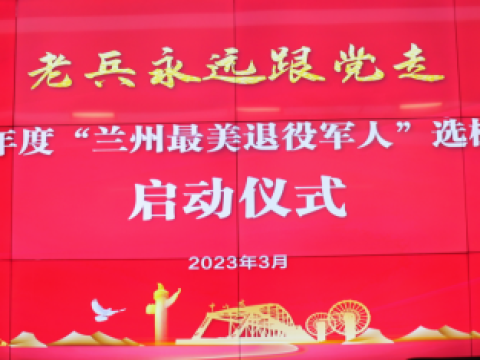 老兵永远跟党走
年度“兰州最美退役军人”选
启动仪式
2023年3月